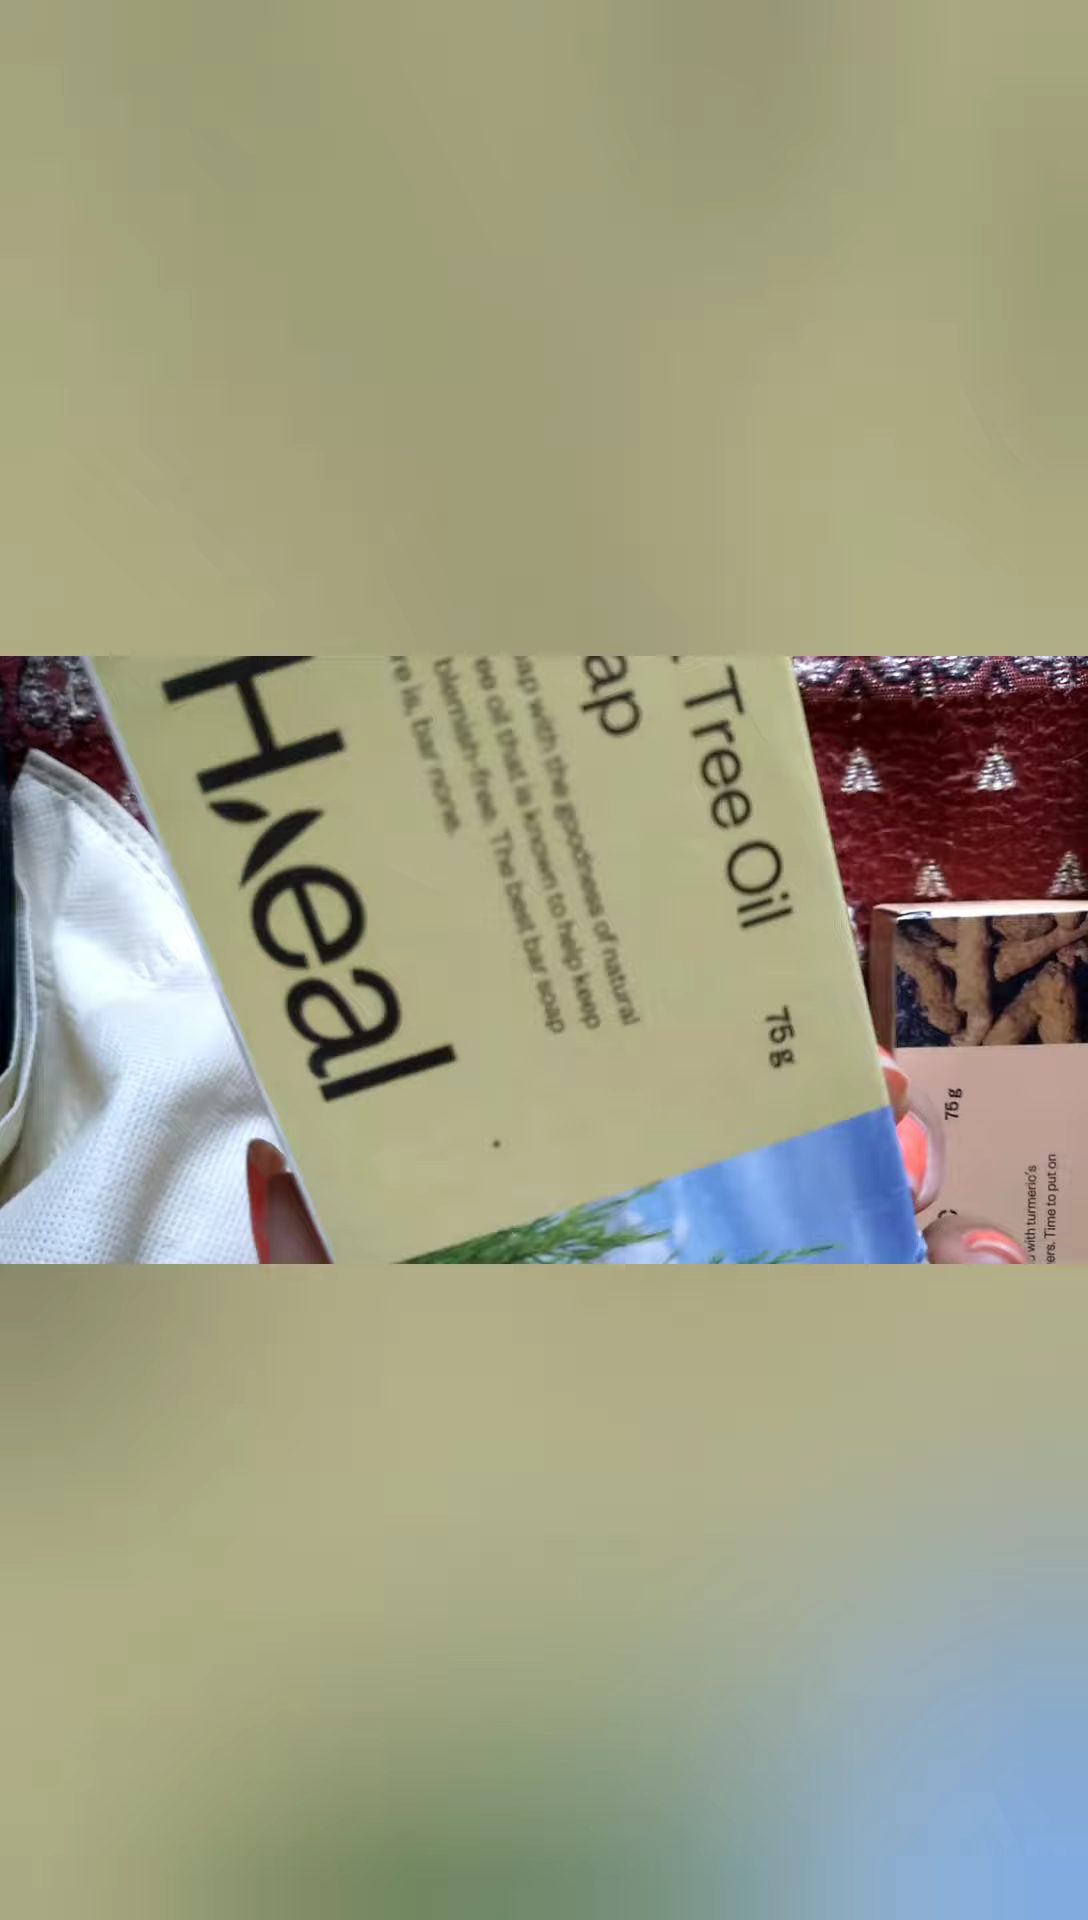 Tree Oil
75 g
ap
ap with the goodness of natural
ee oil that is known to help keep
blemish-free. The best bar soap
re is, bar none.
Heal
75 g
with turmeric's
ers. Time to put on